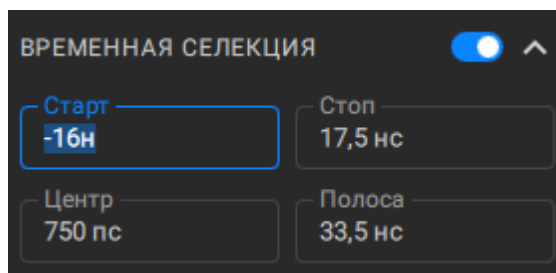 ВРЕМЕННАЯ СЕЛЕКЦИЯ
Старт Стоп
-16н 17,5 нс
Центр Полоса
750 пс 33,5 нс